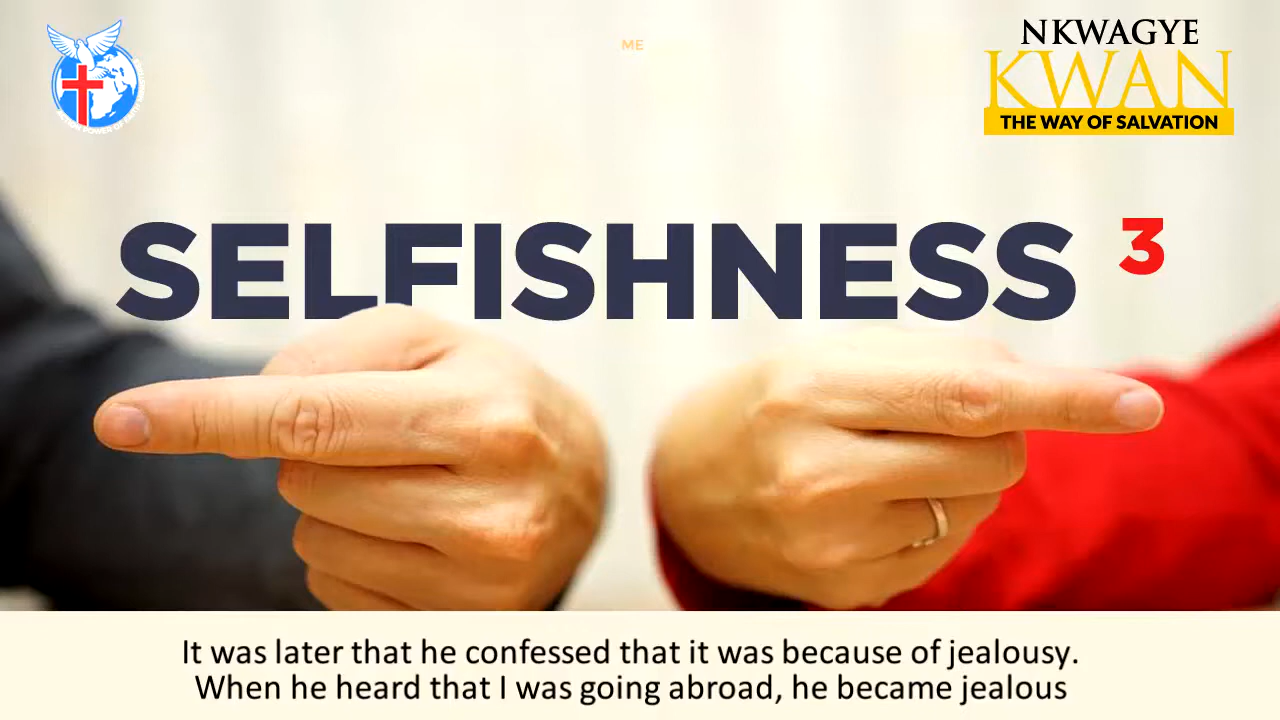 ME
NKWAGYE
KWAN
THE WAY OF SALVATION
SELFISHNESS 3
It was later that he confessed that it was because of jealousy.
When he heard that I was going abroad, he became jealous